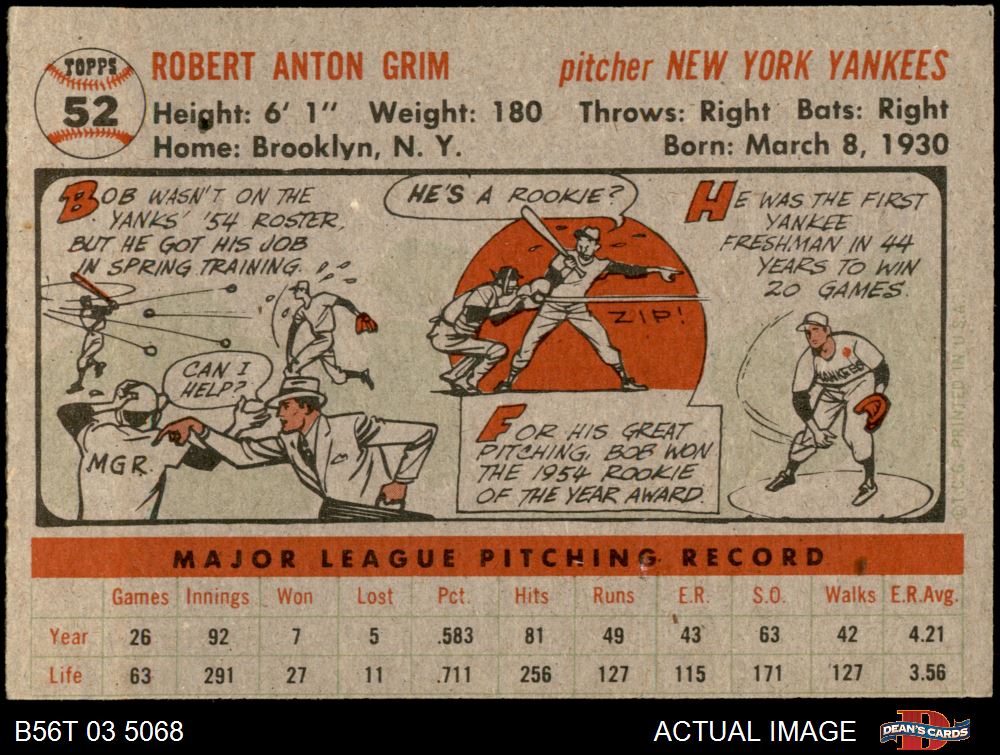 TOPPS
52
ROBERT ANTON GRIM pitcher NEW YORK YANKEES
Height: 6' 1" Weight: 180 Throws: Right Bats: Right
Home: Brooklyn, N. Y. Born: March 8, 1930
BOB WASN'T ON THE
YANKS' '54 ROSTER,
BUT HE GOT HIS JOB
IN SPRING TRAINING.
CAN I
HELP?
MGR.
HE'S A ROOKIE?
ZIP!
FOR HIS GREAT
PITCHING, BOB WON
THE 1954 ROOKIE
OF THE YEAR AWARD.
HE WAS THE FIRST
YANKEE
FRESHMAN IN 44
YEARS TO WIN
20 GAMES.
YANKEES
© T.C.G. PRINTED IN U.S.A.
MAJOR LEAGUE PITCHING RECORD
Games Innings Won Lost Pct. Hits Runs E.R. S.O. Walks E.R.Avg.
Year 26 92 7 5 .583 81 49 43 63 42 4.21
Life 63 291 27 11 .711 256 127 115 171 127 3.56
B56T 03 5068 ACTUAL IMAGE D DEAN'S CARDS